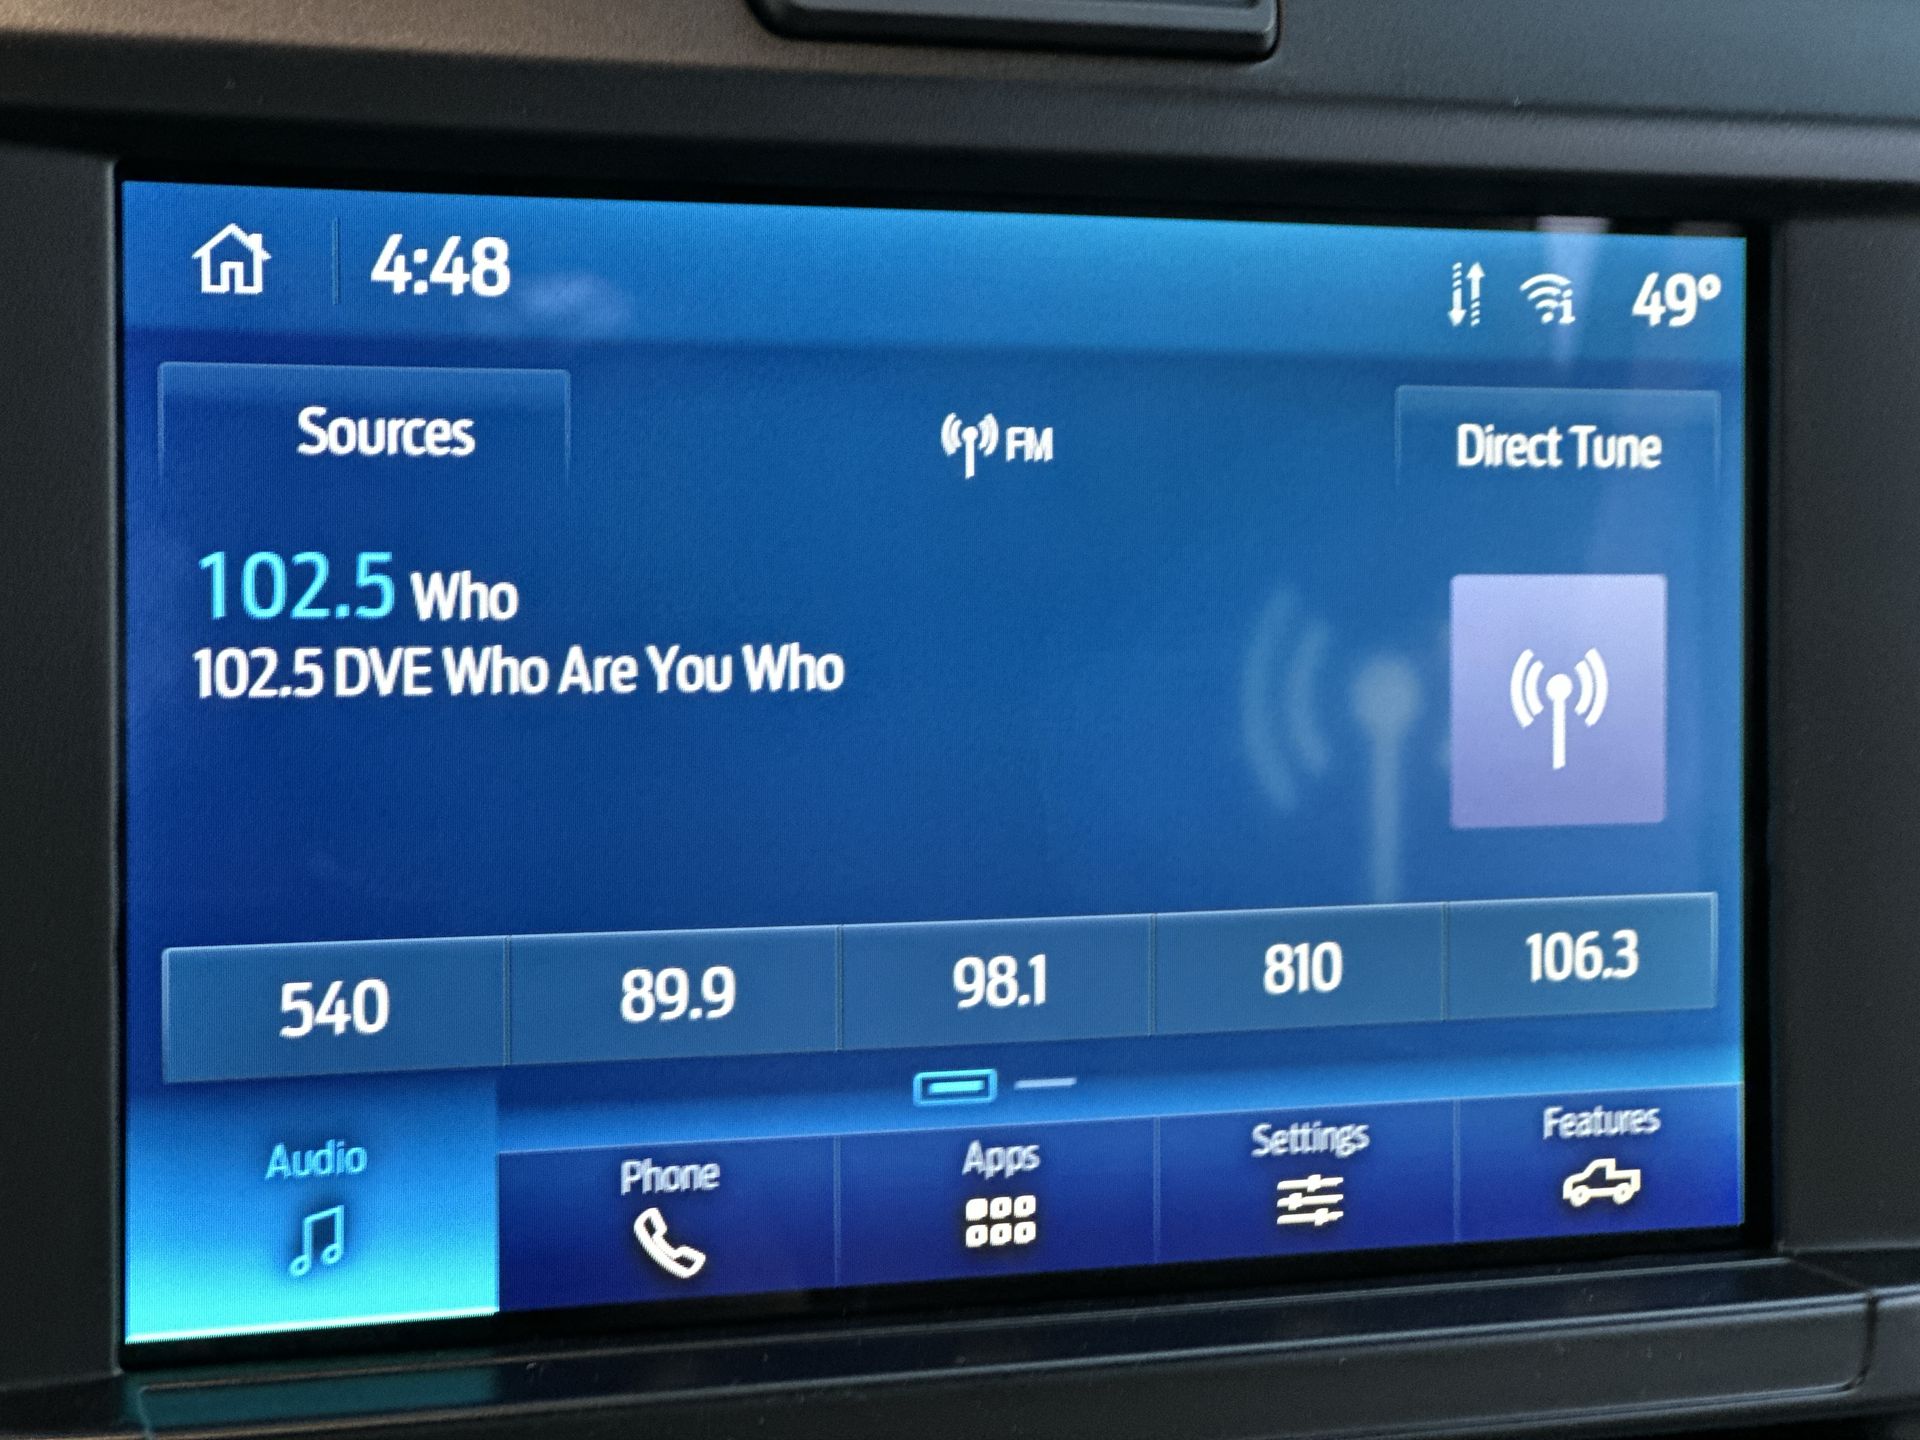 4:48 49°
Sources FM Direct Tune
102.5 Who
102.5 DVE Who Are You Who
540 89.9 98.1 810 106.3
Audio Phone Apps Settings Features